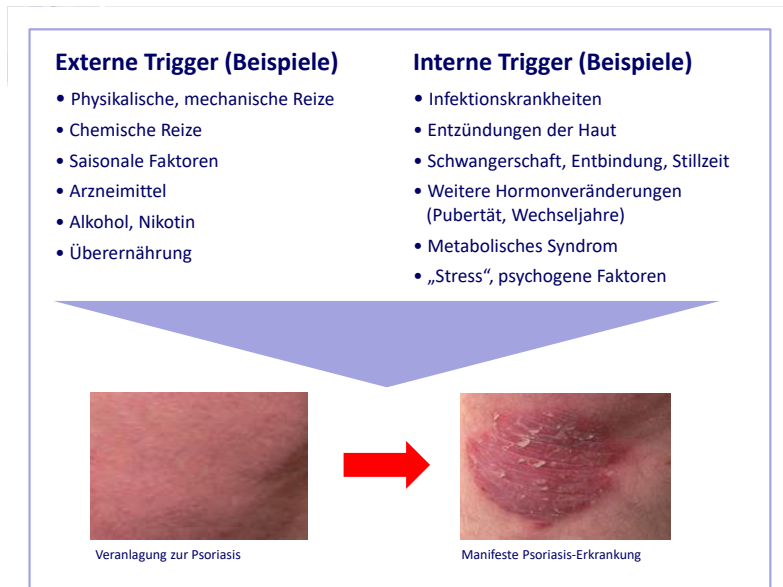 Externe Trigger (Beispiele)
• Physikalische, mechanische Reize
• Chemische Reize
• Saisonale Faktoren
• Arzneimittel
• Alkohol, Nikotin
• Überernährung
Interne Trigger (Beispiele)
• Infektionskrankheiten
• Entzündungen der Haut
• Schwangerschaft, Entbindung, Stillzeit
• Weitere Hormonveränderungen
(Pubertät, Wechseljahre)
• Metabolisches Syndrom
• „Stress“, psychogene Faktoren
Veranlagung zur Psoriasis
Manifeste Psoriasis-Erkrankung